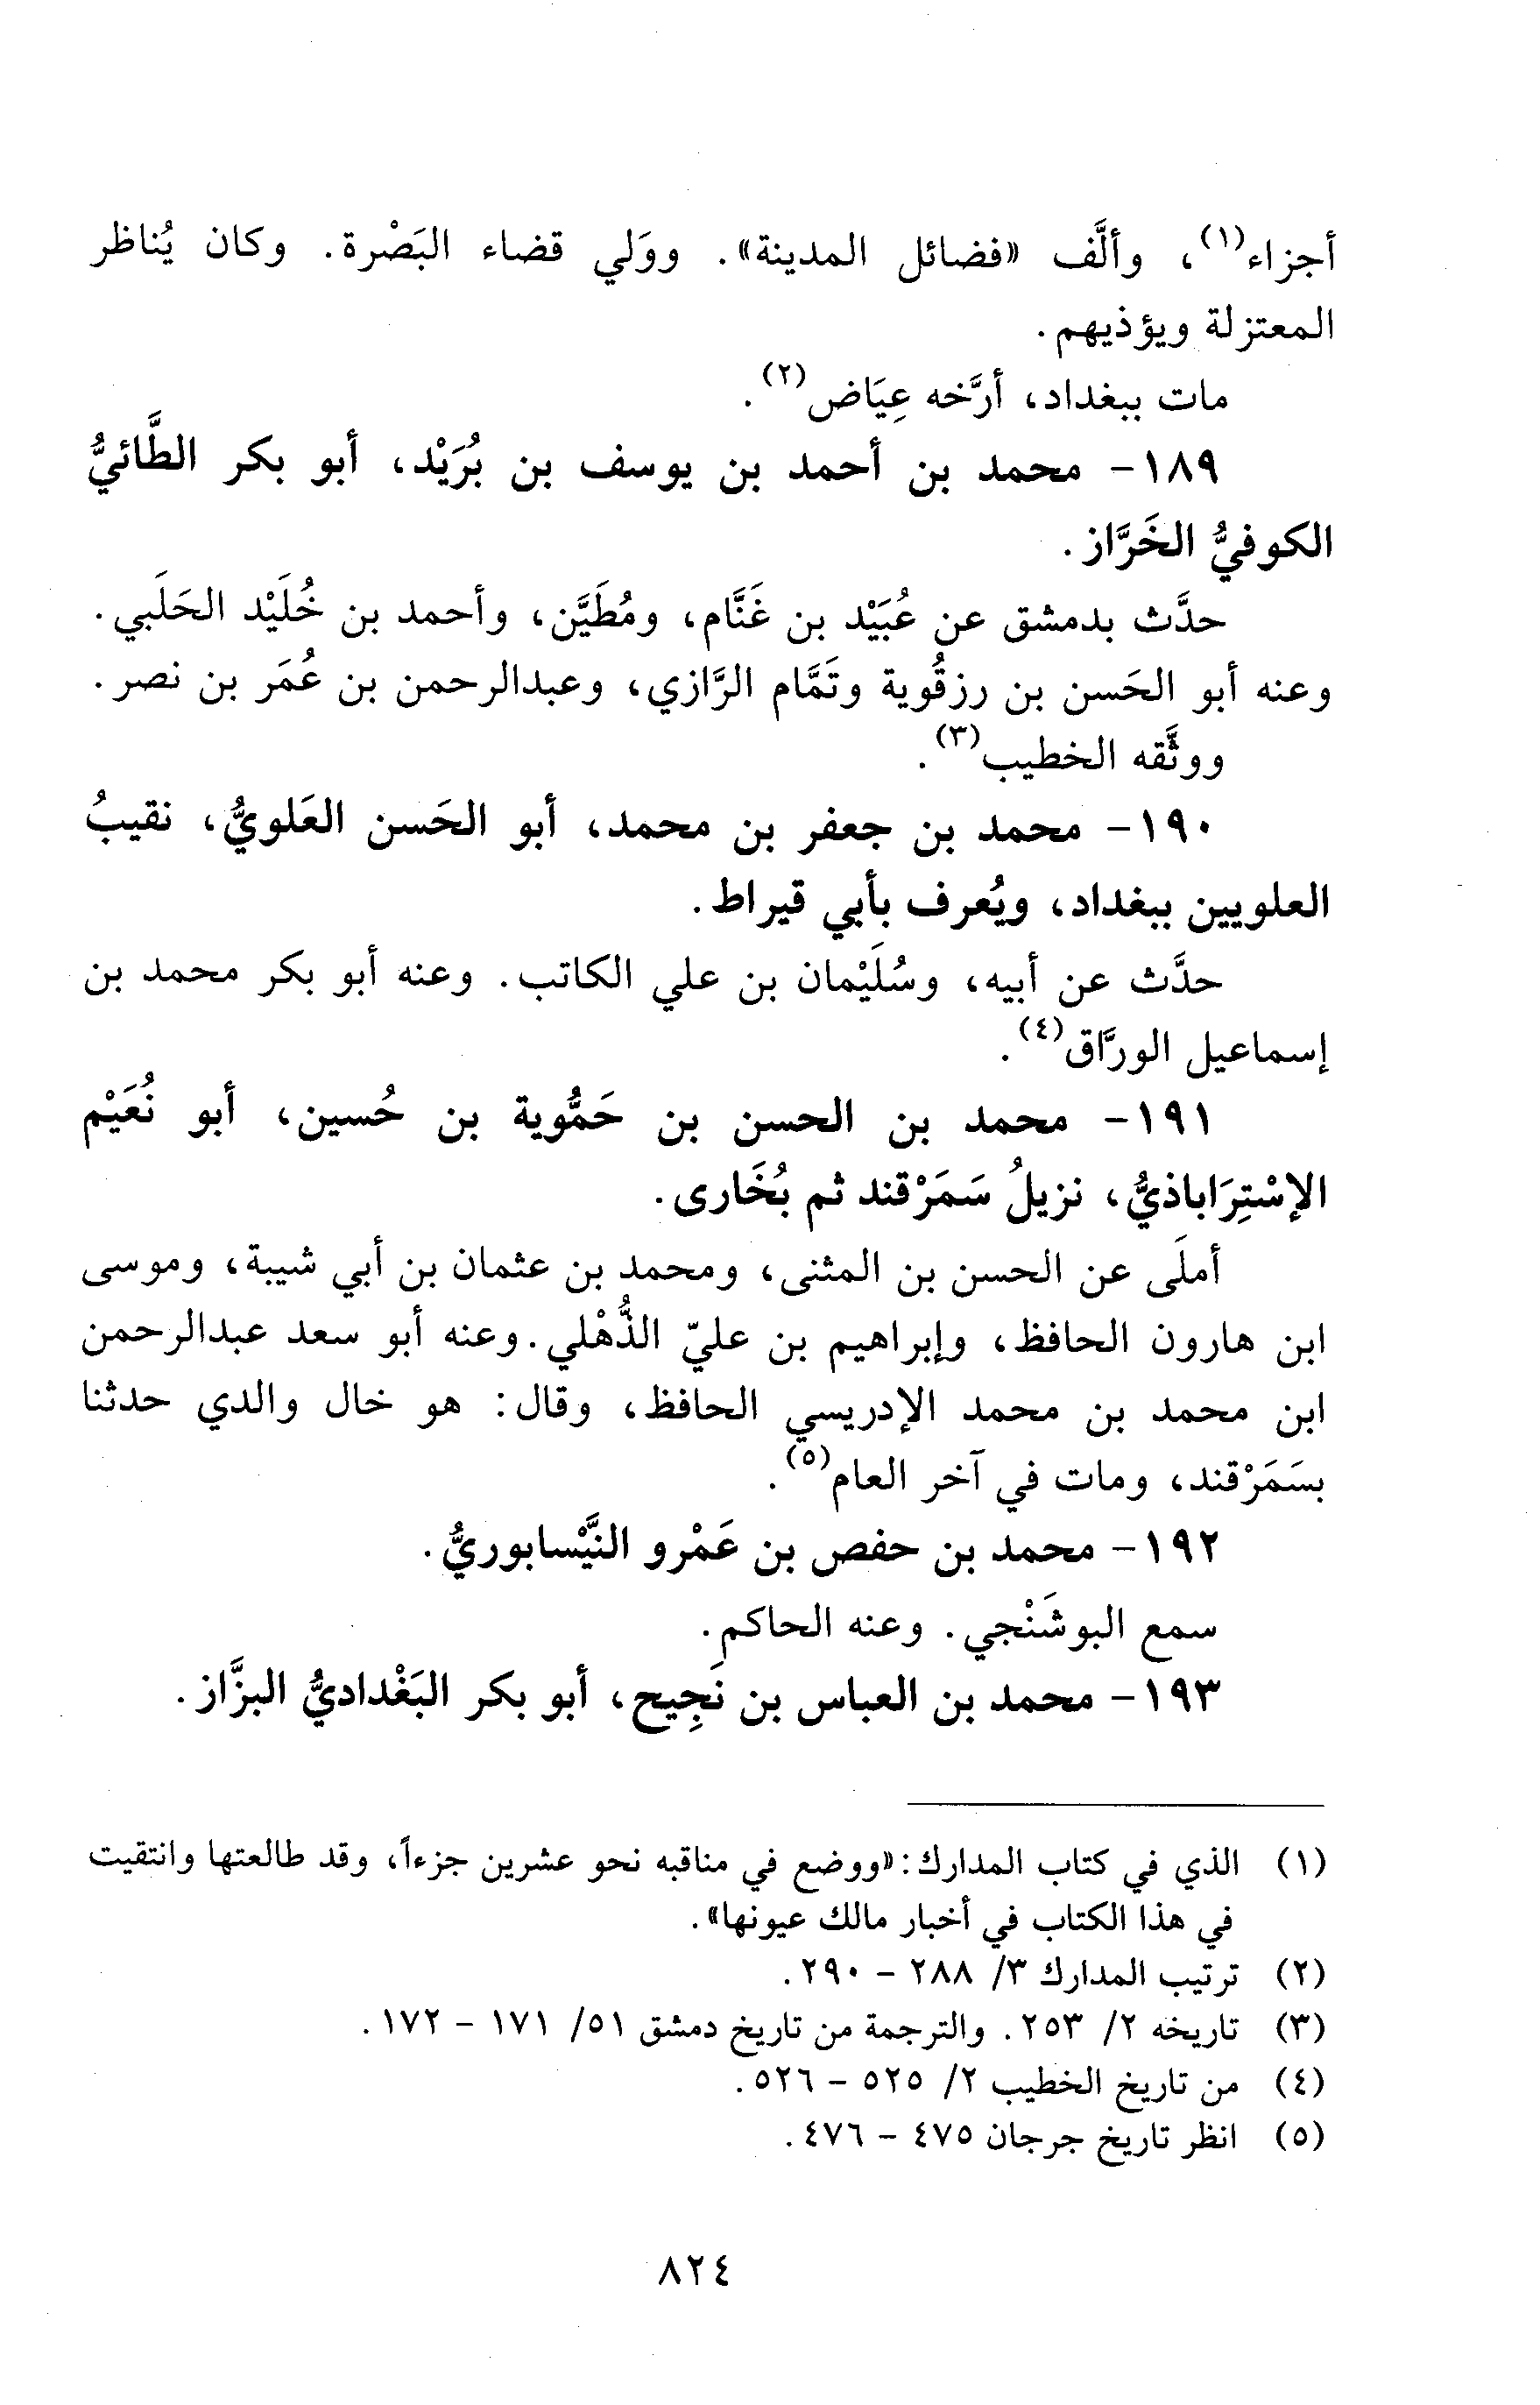 أجزاء(١)، وألَّف «فضائل المدينة». ووَلي قضاء البَصْرة. وكان يُناظر
المعتزلة ويؤذيهم.
مات ببغداد، أرَّخه عِيَاض(٢).
١٨٩- محمد بن أحمد بن يوسف بن بُرَيْد، أبو بكر الطَّائيُّ
الكوفيُّ الخَرَّاز.
حدَّث بدمشق عن عُبَيْد بن غَنَّام، ومُطَيَّن، وأحمد بن خُلَيْد الحَلَبي.
وعنه أبو الحَسن بن رزقُوية وتَمَّام الرَّازي، وعبدالرحمن بن عُمَر بن نصر.
ووثَّقه الخطيب(٣).
١٩٠- محمد بن جعفر بن محمد، أبو الحَسن العَلويُّ، نقيبُ
العلويين ببغداد، ويُعرف بأبي قيراط.
حدَّث عن أبيه، وسُلَيْمان بن علي الكاتب. وعنه أبو بكر محمد بن
إسماعيل الورَّاق(٤).
١٩١- محمد بن الحسن بن حَمُّوية بن حُسين، أبو نُعَيْم
الإسْتِرَاباذيُّ، نزيلُ سَمَرْقند ثم بُخَارى.
أملَى عن الحسن بن المثنى، ومحمد بن عثمان بن أبي شيبة، وموسى
ابن هارون الحافظ، وإبراهيم بن عليّ الذُّهْلي. وعنه أبو سعد عبدالرحمن
ابن محمد بن محمد الإدريسي الحافظ، وقال: هو خال والدي حدثنا
بسَمَرْقند، ومات في آخر العام(٥).
١٩٢- محمد بن حفص بن عَمْرو النَّيْسابوريُّ.
سمع البوشَنْجي. وعنه الحاكم.
١٩٣- محمد بن العباس بن نَجِيح، أبو بكر البَغْداديُّ البزَّاز.
(١) الذي في كتاب المدارك: «ووضع في مناقبه نحو عشرين جزءاً، وقد طالعتها وانتقيت
في هذا الكتاب في أخبار مالك عيونها».
(٢) ترتيب المدارك ٣/ ٢٨٨ - ٢٩٠.
(٣) تاريخه ٢/ ٢٥٣. والترجمة من تاريخ دمشق ٥١/ ١٧١ - ١٧٢.
(٤) من تاريخ الخطيب ٢/ ٥٢٥ - ٥٢٦.
(٥) انظر تاريخ جرجان ٤٧٥ - ٤٧٦.
٨٢٤